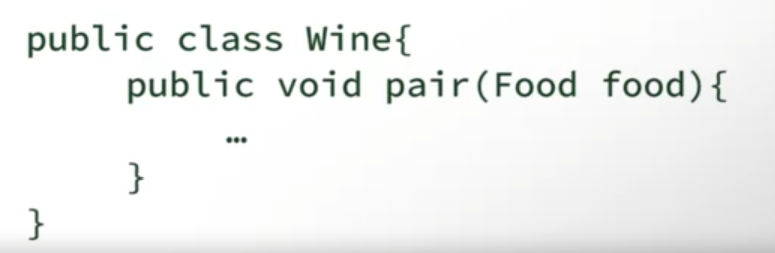 public class Wine{
public void pair(Food food){
…
}
}